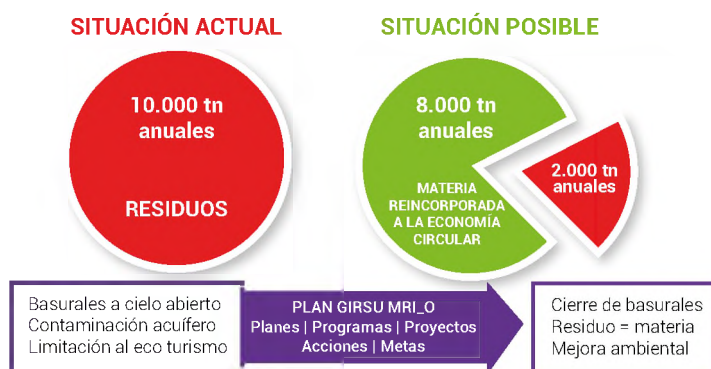 SITUACIÓN ACTUAL
10.000 tn
anuales
RESIDUOS
SITUACIÓN POSIBLE
8.000 tn
anuales
MATERIA
REINCORPORADA
A LA ECONOMÍA
CIRCULAR
2.000 tn
anuales
Basurales a cielo abierto
Contaminación acuífero
Limitación al eco turismo
PLAN GIRSU MRI_O
Planes | Programas | Proyectos
Acciones | Metas
Cierre de basurales
Residuo = materia
Mejora ambiental